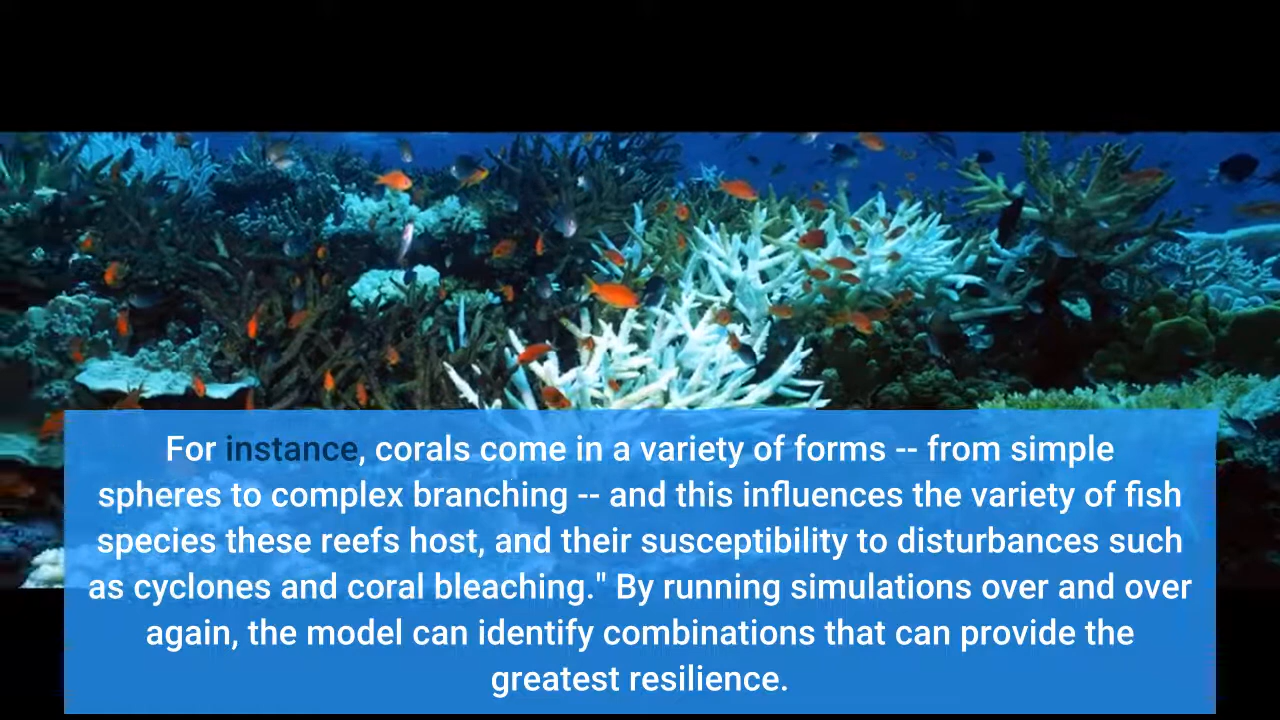 For instance, corals come in a variety of forms -- from simple
spheres to complex branching -- and this influences the variety of fish
species these reefs host, and their susceptibility to disturbances such
as cyclones and coral bleaching." By running simulations over and over
again, the model can identify combinations that can provide the
greatest resilience.